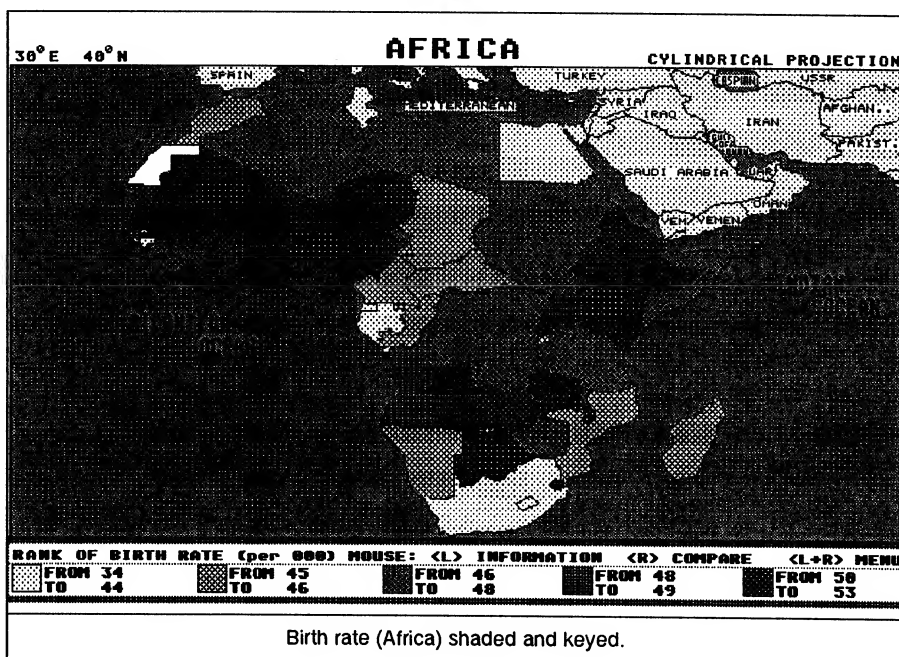 AFRICA
30°E 40°N
CYLINDRICAL PROJECTION
SPAIN
TURKEY
CASPIAN
USSR
MEDITERRANEAN
SYRIA
IRAQ
IRAN
AFGHAN..
PAKIST.
SAUDI ARABIA
OMAN
YEMEN
RANK OF BIRTH RATE (per 000) MOUSE: <L> INFORMATION <R> COMPARE <L+R> MENU
FROM 34 FROM 45 FROM 46 FROM 48 FROM 50
TO 44 TO 46 TO 48 TO 49 TO 53
Birth rate (Africa) shaded and keyed.